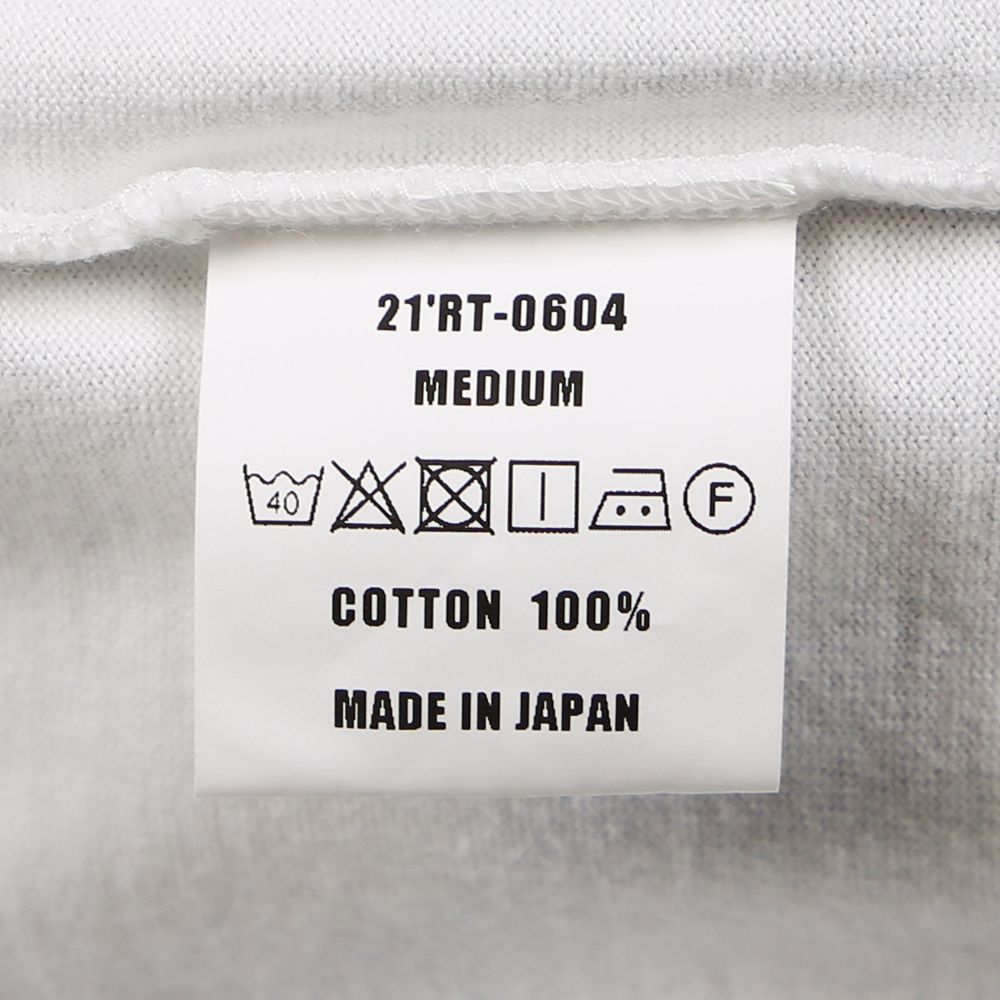 21'RT-0604
MEDIUM
40 F
COTTON 100%
MADE IN JAPAN